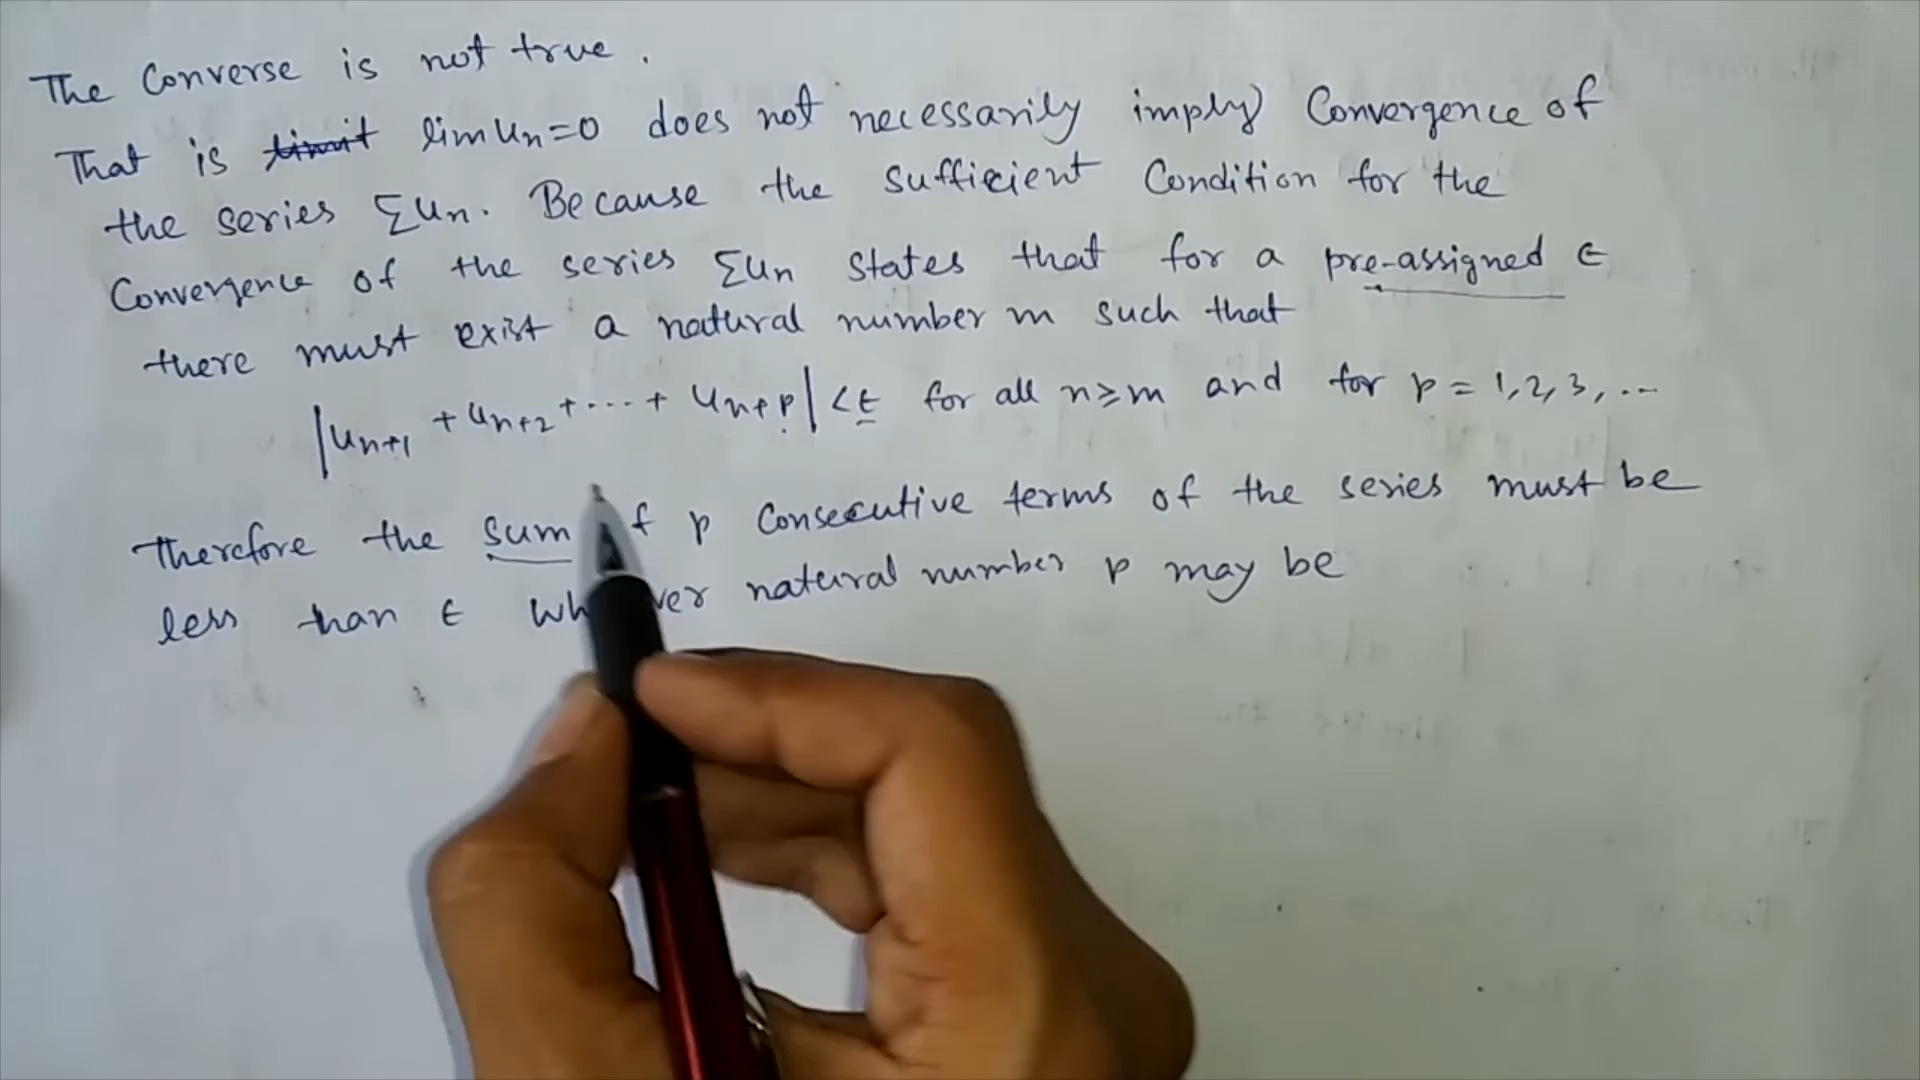 The Converse is not true.
That is limit lim uₙ=0 does not necessarily imply Convergence of
the series Σuₙ. Because the sufficient Condition for the
Convergence of the series Σuₙ states that for a pre-assigned ϵ
there must exist a natural number m such that
|uₙ₊₁ + uₙ₊₂ + ... + uₙ₊ₚ| < ϵ for all n ≥ m and for p = 1, 2, 3, ...
Therefore the sum p Consecutive terms of the series must be
less than ϵ natural number p may be